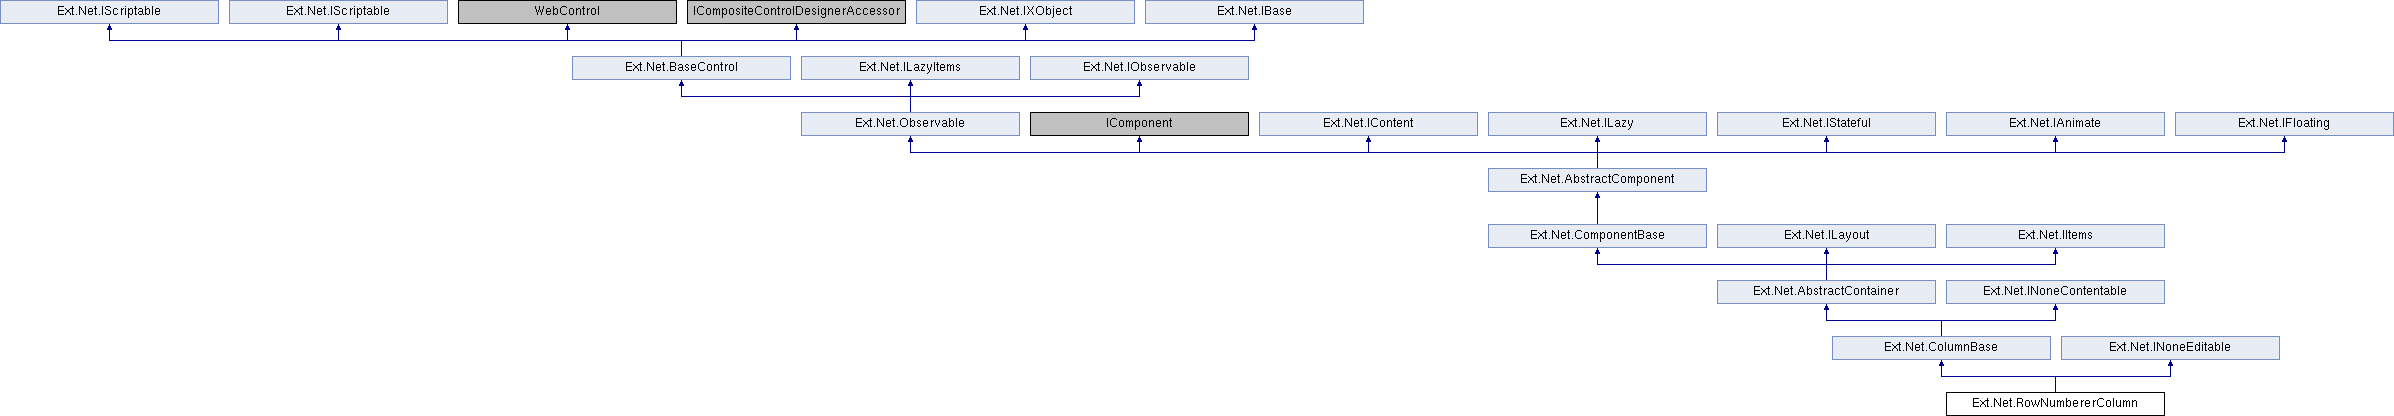 Ext.Net.IScriptable
Ext.Net.IScriptable
WebControl
ICompositeControlDesignerAccessor
Ext.Net.IXObject
Ext.Net.IBase
Ext.Net.BaseControl
Ext.Net.ILazyItems
Ext.Net.IObservable
Ext.Net.Observable
IComponent
Ext.Net.IContent
Ext.Net.ILazy
Ext.Net.IStateful
Ext.Net.IAnimate
Ext.Net.IFloating
Ext.Net.AbstractComponent
Ext.Net.ComponentBase
Ext.Net.ILayout
Ext.Net.IItems
Ext.Net.AbstractContainer
Ext.Net.INoneContentable
Ext.Net.ColumnBase
Ext.Net.INoneEditable
Ext.Net.RowNumbererColumn